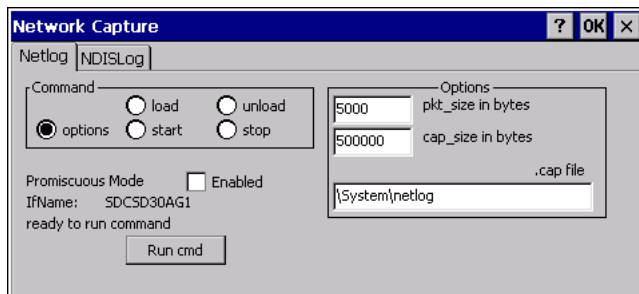 Network Capture ? OK ×
Netlog NDISLog
Command
load unload
options start stop
Promiscuous Mode Enabled
IfName: SDCSD30AG1
ready to run command
Run cmd
Options
5000 pkt_size in bytes
500000 cap_size in bytes
.cap file
\System\netlog